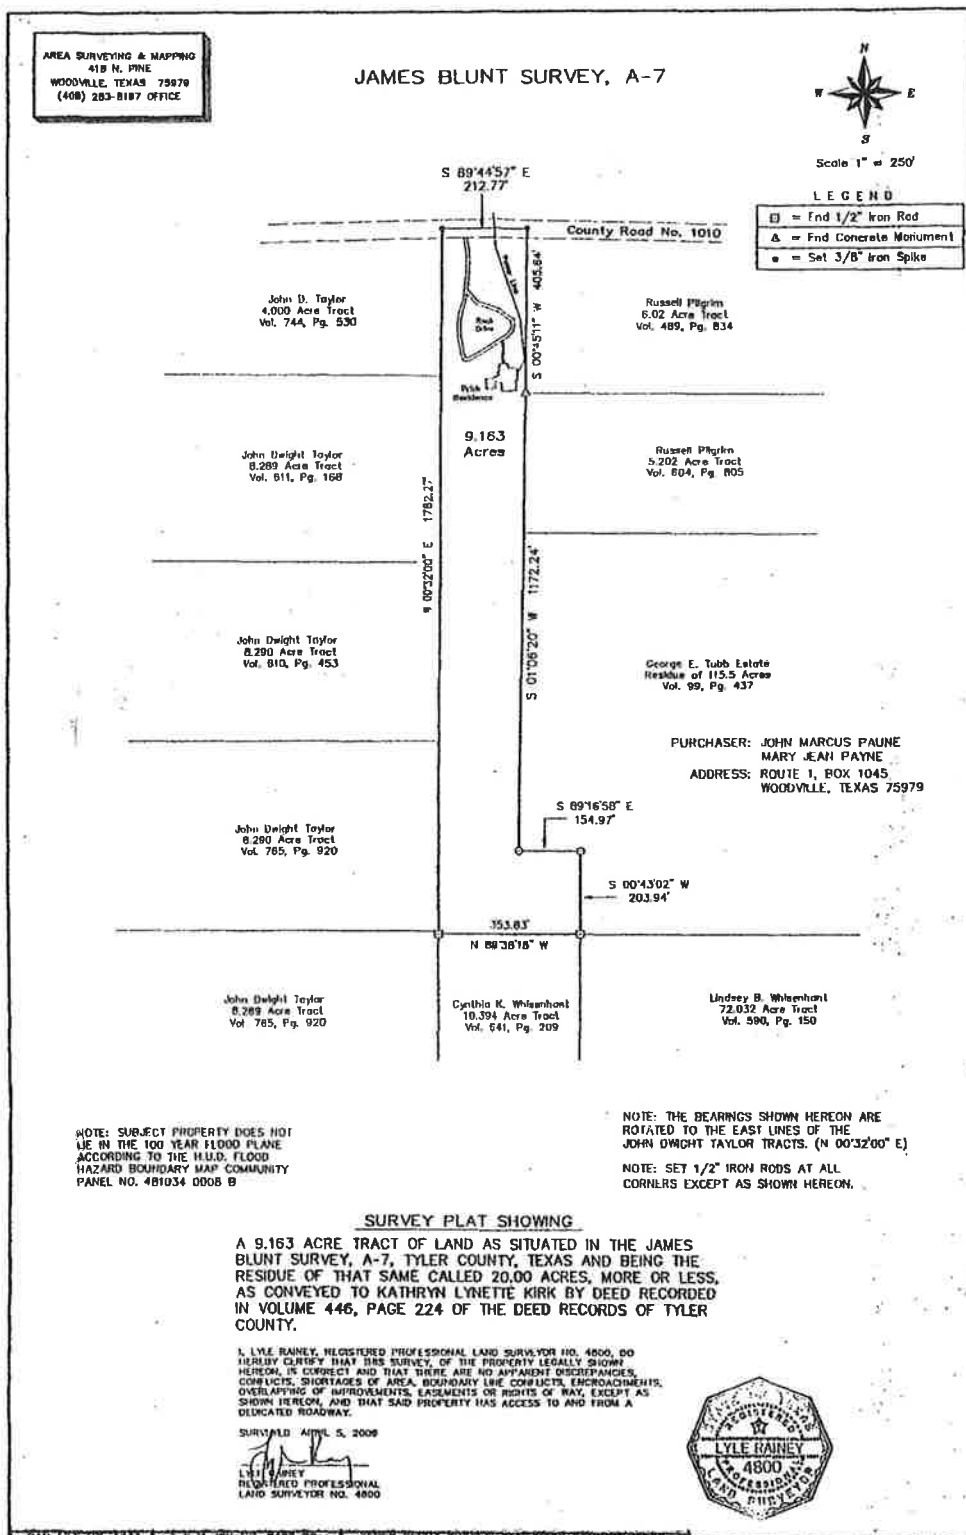 AREA SURVEYING & MAPPING
418 N. PINE
WOODVILLE, TEXAS 75979
(409) 283-8197 OFFICE
JAMES BLUNT SURVEY, A-7
N
W E
S
Scale 1" = 250'
LEGEND
= Fnd 1/2" Iron Rod
= Fnd Concrete Monument
= Set 3/8" Iron Spike
S 89°44'57" E
212.77'
County Road No. 1010
Power Line
S 00°45'11" W 405.64'
John D. Taylor
4.000 Acre Tract
Vol. 744, Pg. 530
Rock
Drive
Russell Pilgrim
6.02 Acre Tract
Vol. 489, Pg. 834
Residence
9.163
Acres
John Dwight Taylor
8.289 Acre Tract
Vol. 611, Pg. 168
Russell Pilgrim
5.202 Acre Tract
Vol. 604, Pg. 805
N 00°32'00" E 1782.27'
S 01°06'20" W 1172.24'
John Dwight Taylor
8.290 Acre Tract
Vol. 610, Pg. 453
George E. Tubb Estate
Residue of 115.5 Acres
Vol. 99, Pg. 437
PURCHASER: JOHN MARCUS PAUNE
MARY JEAN PAYNE
ADDRESS: ROUTE 1, BOX 1045
WOODVILLE, TEXAS 75979
S 89°16'58" E
154.97'
John Dwight Taylor
8.290 Acre Tract
Vol. 765, Pg. 920
S 00°43'02" W
203.94'
353.83'
N 89°38'18" W
John Dwight Taylor
8.289 Acre Tract
Vol 765, Pg. 920
Cynthia K. Whisenhant
10.394 Acre Tract
Vol. 641, Pg. 209
Lindsey B. Whisenhant
72.032 Acre Tract
Vol. 590, Pg. 150
NOTE: SUBJECT PROPERTY DOES NOT
LIE IN THE 100 YEAR FLOOD PLANE
ACCORDING TO THE H.U.D. FLOOD
HAZARD BOUNDARY MAP COMMUNITY
PANEL NO. 481034 0008 B
NOTE: THE BEARINGS SHOWN HEREON ARE
ROTATED TO THE EAST LINES OF THE
JOHN DWIGHT TAYLOR TRACTS. (N 00°32'00" E)
NOTE: SET 1/2" IRON RODS AT ALL
CORNERS EXCEPT AS SHOWN HEREON.
SURVEY PLAT SHOWING
A 9.163 ACRE TRACT OF LAND AS SITUATED IN THE JAMES
BLUNT SURVEY, A-7, TYLER COUNTY, TEXAS AND BEING THE
RESIDUE OF THAT SAME CALLED 20.00 ACRES, MORE OR LESS,
AS CONVEYED TO KATHRYN LYNETTE KIRK BY DEED RECORDED
IN VOLUME 446, PAGE 224 OF THE DEED RECORDS OF TYLER
COUNTY.
I, LYLE RAINEY, REGISTERED PROFESSIONAL LAND SURVEYOR NO. 4800, DO
HEREBY CERTIFY THAT THIS SURVEY, OF THE PROPERTY LEGALLY SHOWN
HEREON, IS CORRECT AND THAT THERE ARE NO APPARENT DISCREPANCIES,
CONFLICTS, SHORTAGES OF AREA, BOUNDARY LINE CONFLICTS, ENCROACHMENTS,
OVERLAPPING OF IMPROVEMENTS, EASEMENTS OR RIGHTS OF WAY, EXCEPT AS
SHOWN HEREON, AND THAT SAID PROPERTY HAS ACCESS TO AND FROM A
DEDICATED ROADWAY.
SURVEYED APRIL 5, 2000
LYLE RAINEY
REGISTERED PROFESSIONAL
LAND SURVEYOR NO. 4800
STATE OF TEXAS
REGISTERED
LYLE RAINEY
4800
PROFESSIONAL
LAND SURVEYOR